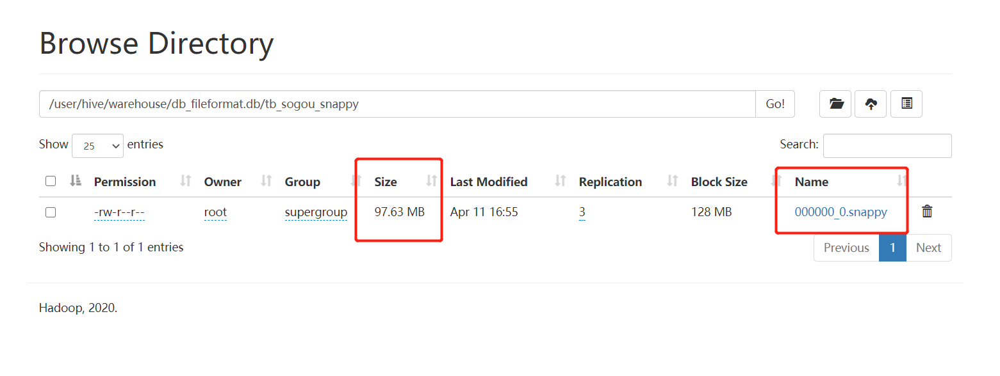 Browse Directory
/user/hive/warehouse/db_fileformat.db/tb_sogou_snappy Go!
Show 25 entries Search:
Permission Owner Group Size Last Modified Replication Block Size Name
-rw-r--r-- root supergroup 97.63 MB Apr 11 16:55 3 128 MB 000000_0.snappy
Showing 1 to 1 of 1 entries Previous 1 Next
Hadoop, 2020.